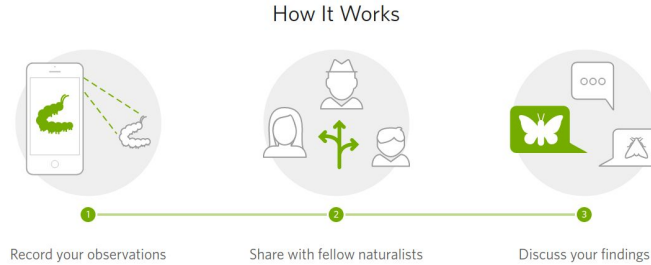 How It Works
1
2
3
Record your observations
Share with fellow naturalists
Discuss your findings